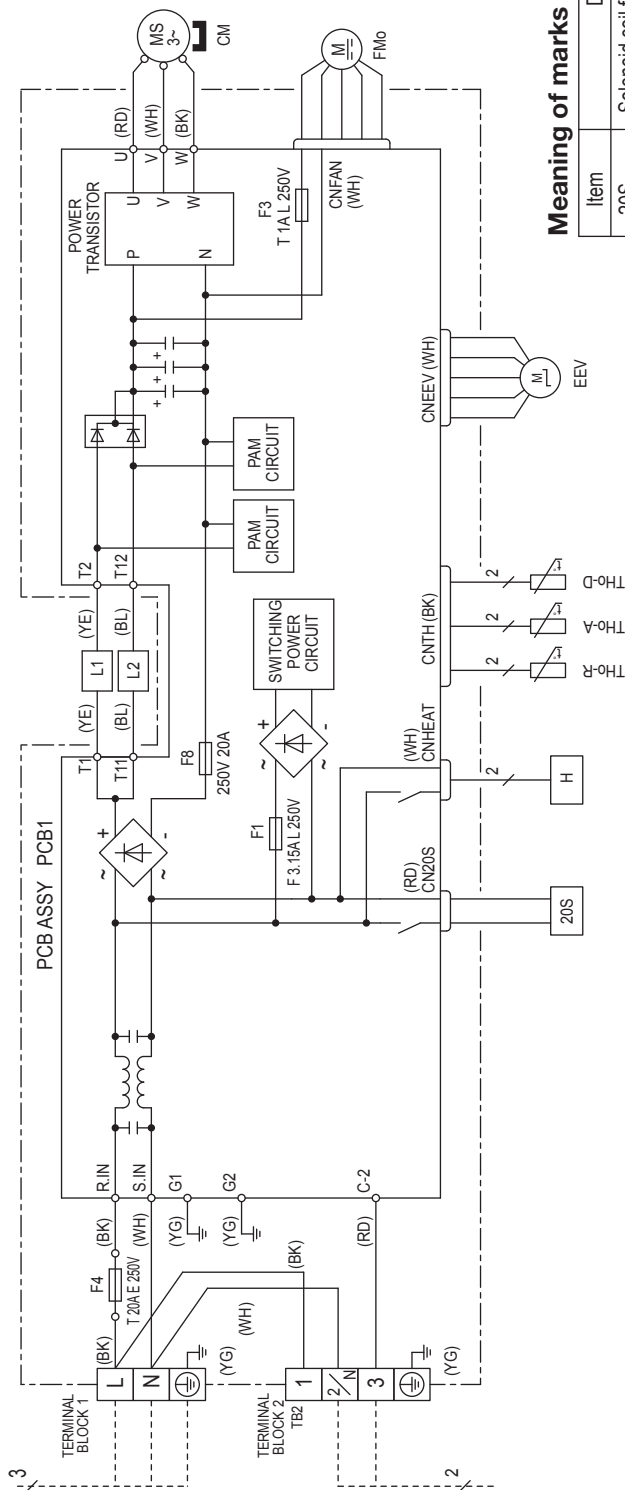 MS
3~
CM
(RD)
(WH)
(BK)
U
V
W
POWER
TRANSISTOR
U
V
W
P
N
M
FMo
F3
T 1A L 250V
CNFAN
(WH)
+
+
+
PAM
CIRCUIT
PAM
CIRCUIT
T2
T12
(YE)
(BL)
L1
L2
(YE)
(BL)
T1
T11
F8
250V 20A
SWITCHING
POWER
CIRCUIT
~
+
~
-
F1
F 3.15A L 250V
PCB ASSY PCB1
~
+
~
-
CNEEV (WH)
M
EEV
CNTH (BK)
2
2
2
t°
t°
t°
THo-D
THo-A
THo-R
(WH)
CNHEAT
2
H
(RD)
CN20S
20S
R.IN
S.IN
G1
G2
C-2
(BK)
(WH)
(YG)
(YG)
(RD)
F4
T 20A E 250V
(BK)
(BK)
(WH)
(YG)
(YG)
TERMINAL
BLOCK 1
L
N
TERMINAL
BLOCK 2
TB2
1
2/N
3
3
2
Meaning of marks
Item